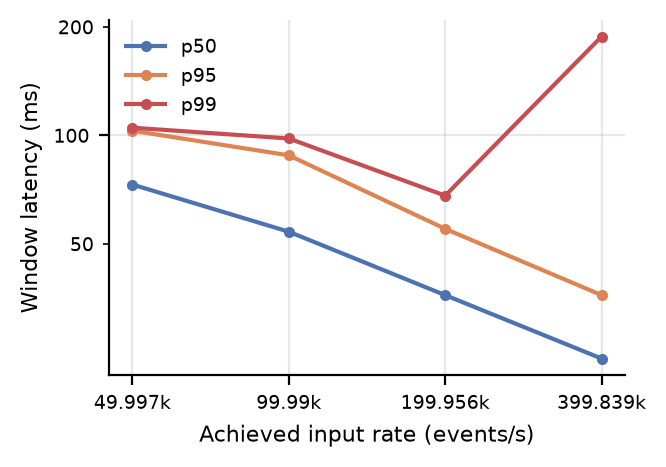 200
100
50
p50
p95
p99
Window latency (ms)
49.997k 99.99k 199.956k 399.839k
Achieved input rate (events/s)